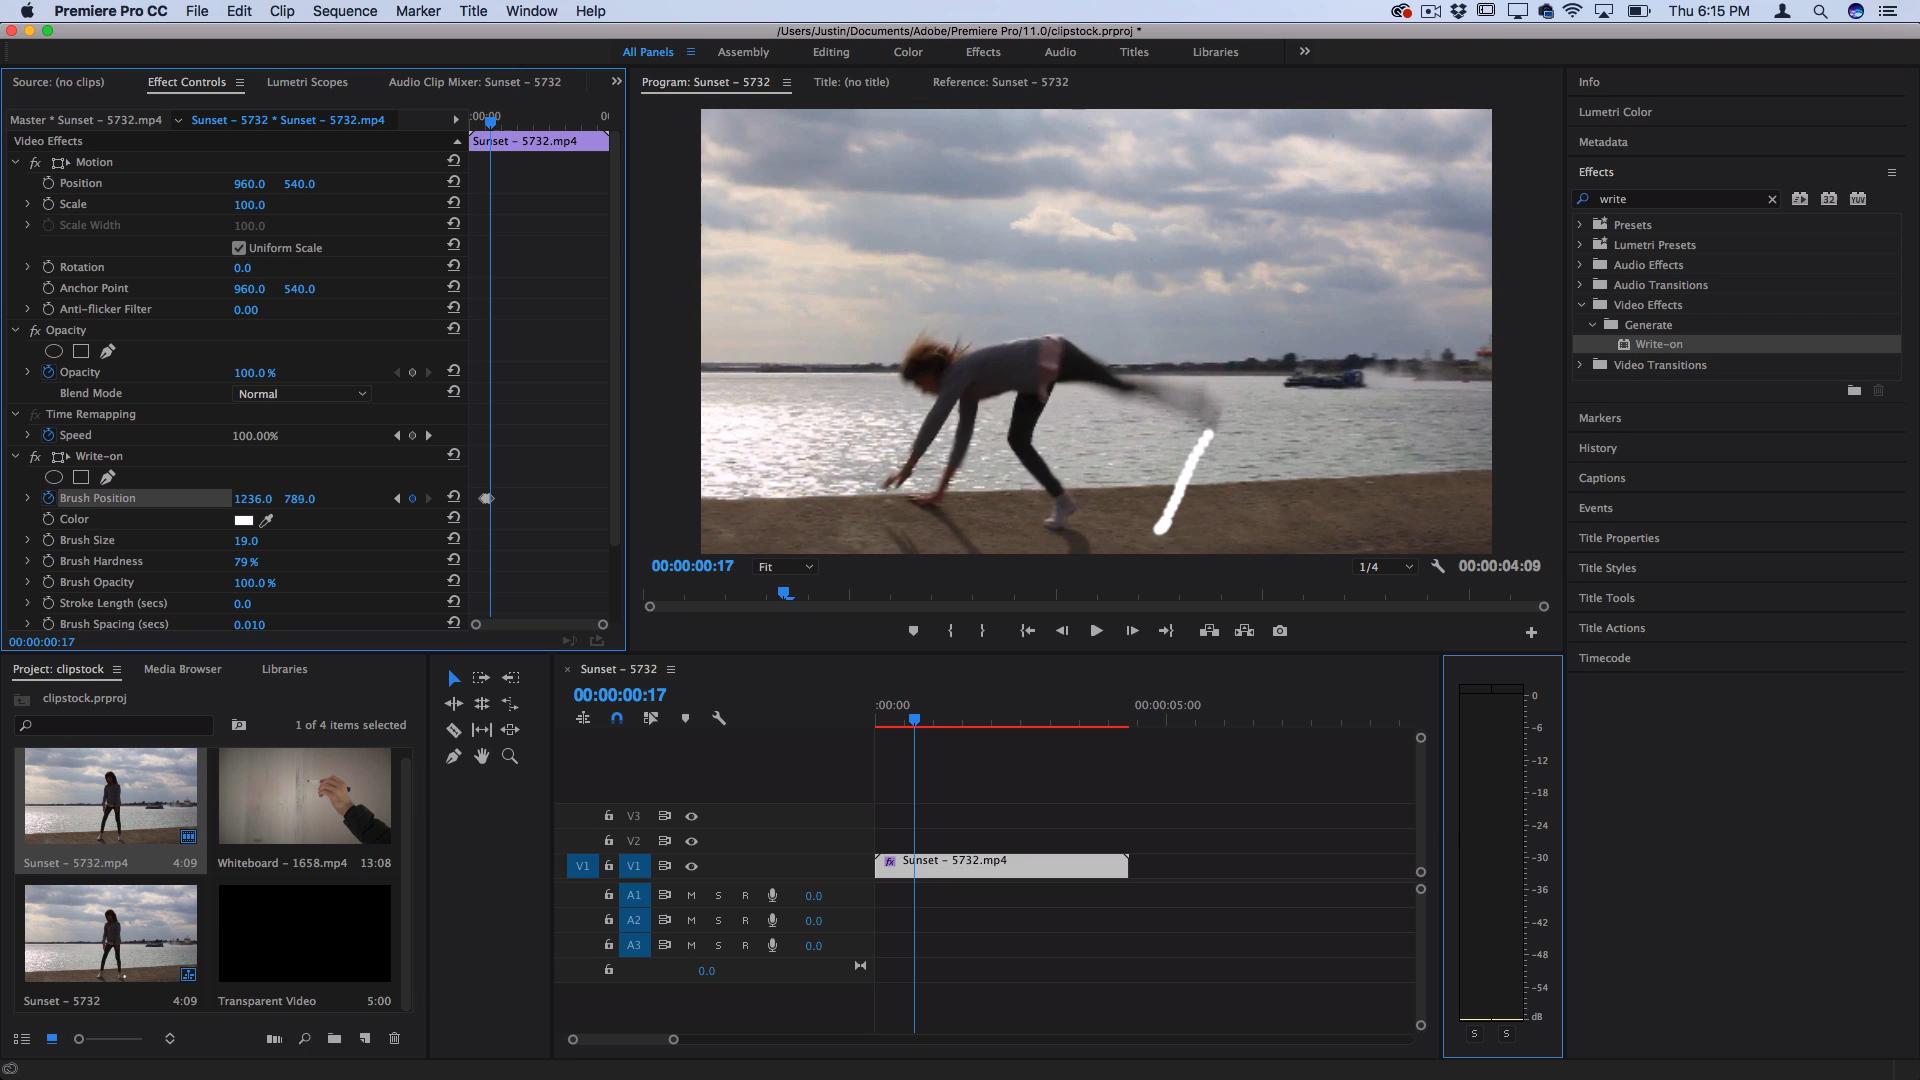 Premiere Pro CC File Edit Clip Sequence Marker Title Window Help Thu 6:15 PM
/Users/Justin/Documents/Adobe/Premiere Pro/11.0/clipstock.prproj *
All Panels Assembly Editing Color Effects Audio Titles Libraries
Source: (no clips) Effect Controls Lumetri Scopes Audio Clip Mixer: Sunset - 5732
Program: Sunset - 5732 Title: (no title) Reference: Sunset - 5732
Master * Sunset - 5732.mp4 Sunset - 5732 * Sunset - 5732.mp4 :00:00
Video Effects Sunset - 5732.mp4
fx Motion
Position 960.0 540.0
Scale 100.0
Scale Width 100.0
Uniform Scale
Rotation 0.0
Anchor Point 960.0 540.0
Anti-flicker Filter 0.00
fx Opacity
Opacity 100.0 %
Blend Mode Normal
fx Time Remapping
Speed 100.00%
fx Write-on
Brush Position 1236.0 789.0
Color
Brush Size 19.0
Brush Hardness 79 %
Brush Opacity 100.0 %
Stroke Length (secs) 0.0
Brush Spacing (secs) 0.010
00:00:00:17
00:00:00:17 Fit 1/4 00:00:04:09
Info
Lumetri Color
Metadata
Effects
write 32 YUV
Presets
Lumetri Presets
Audio Effects
Audio Transitions
Video Effects
Generate
Write-on
Video Transitions
Markers
History
Captions
Events
Title Properties
Title Styles
Title Tools
Title Actions
Timecode
Project: clipstock Media Browser Libraries
clipstock.prproj
1 of 4 items selected
Sunset - 5732.mp4 4:09 Whiteboard - 1658.mp4 13:08
Sunset - 5732 4:09 Transparent Video 5:00
Sunset - 5732
00:00:00:17
:00:00 00:00:05:00
V3
V2
V1 V1 fx Sunset - 5732.mp4
A1 M S R 0.0
A2 M S R 0.0
A3 M S R 0.0
0.0
0
-6
-12
-18
-24
-30
-36
-42
-48
-54
dB
S S